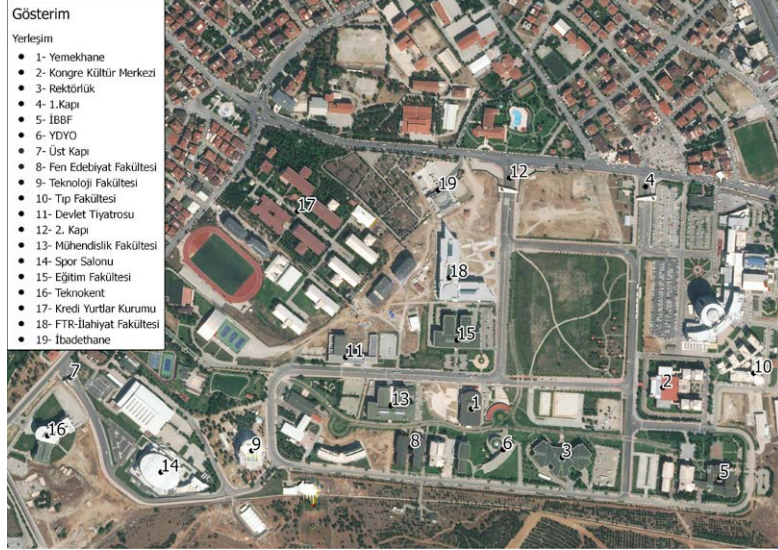 Gösterim
Yerleşim
1- Yemekhane
2- Kongre Kültür Merkezi
3- Rektörlük
4- 1.Kapı
5- İBBF
6- YDYO
7- Üst Kapı
8- Fen Edebiyat Fakültesi
9- Teknoloji Fakültesi
10- Tıp Fakültesi
11- Devlet Tiyatrosu
12- 2. Kapı
13- Mühendislik Fakültesi
14- Spor Salonu
15- Eğitim Fakültesi
16- Teknokent
17- Kredi Yurtlar Kurumu
18- FTR-İlahiyat Fakültesi
19- İbadethane
12
4
19
17
18
15
11
7
10
2
13
1
16
9
8
6
3
14
5